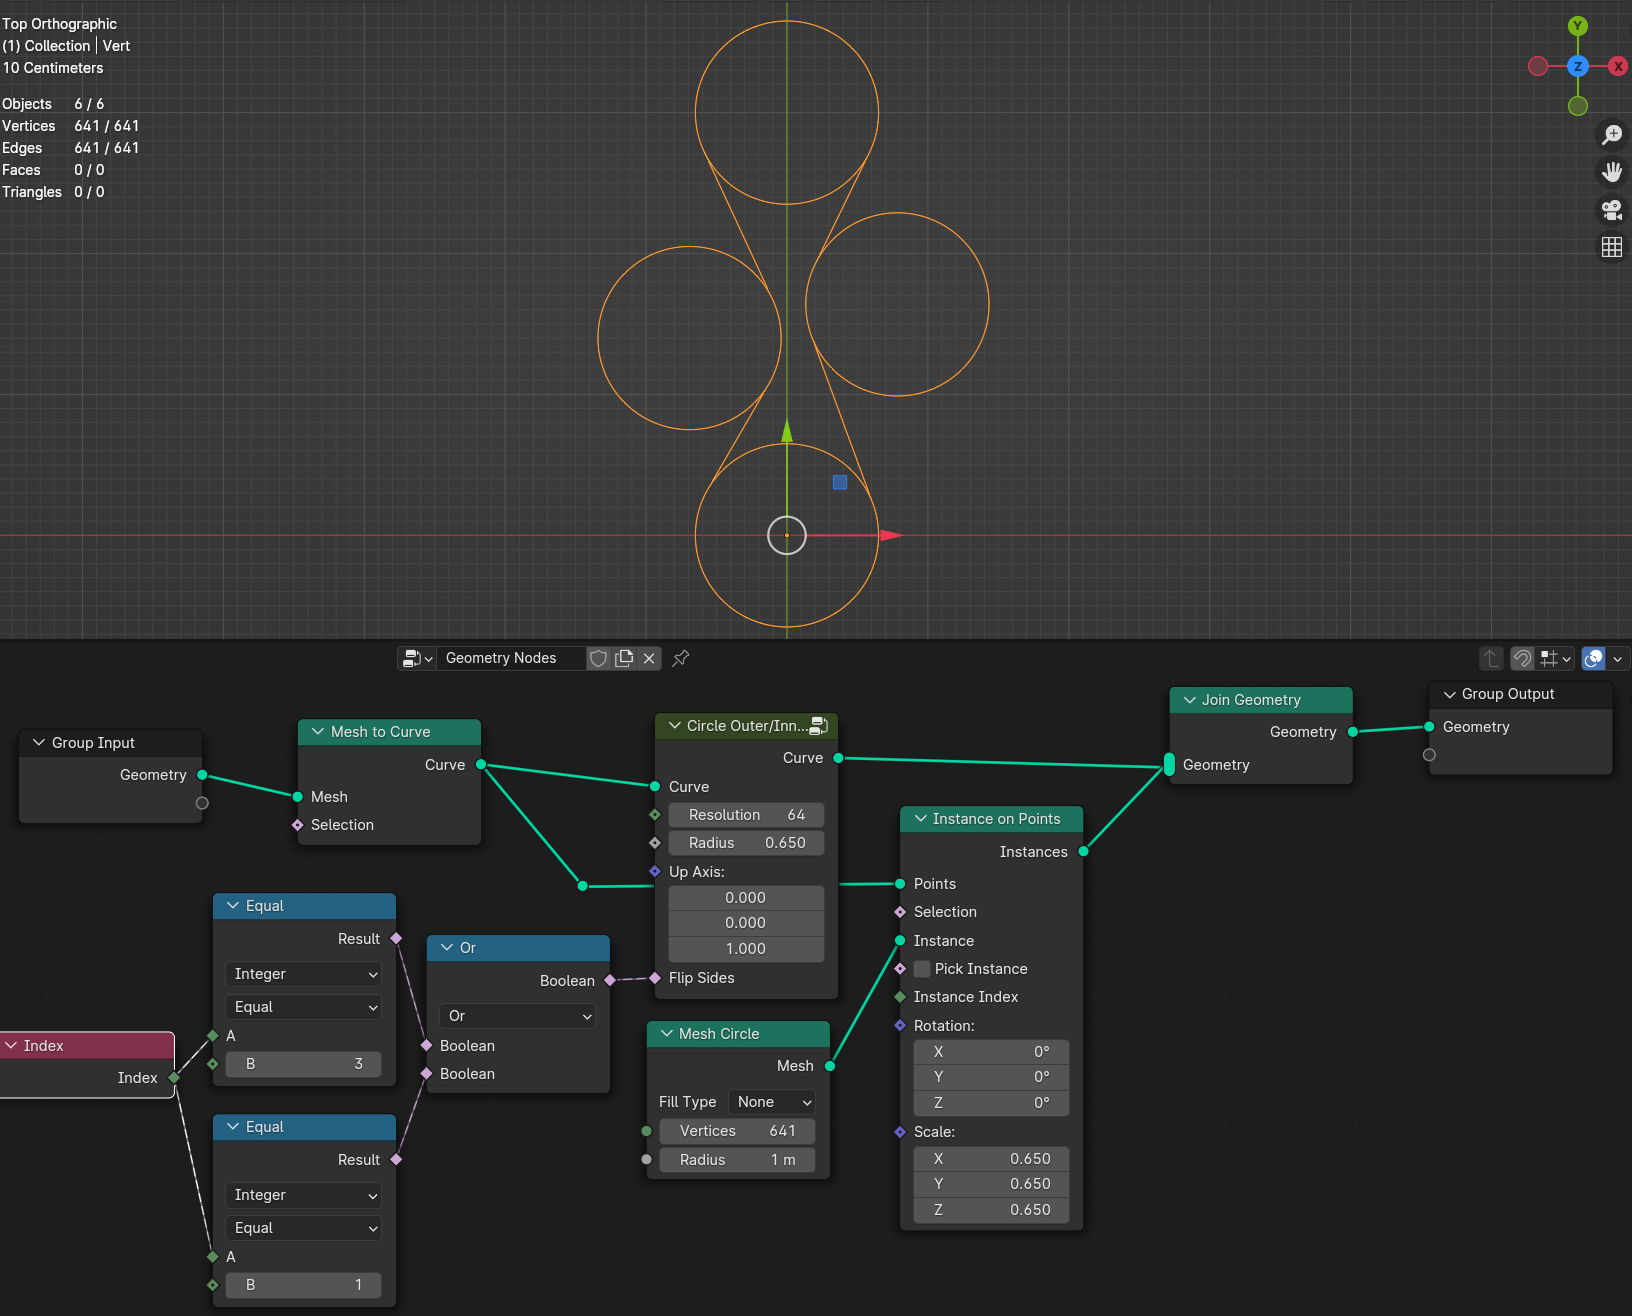 Top Orthographic
(1) Collection | Vert
10 Centimeters
Objects 6 / 6
Vertices 641 / 641
Edges 641 / 641
Faces 0 / 0
Triangles 0 / 0
Y
Z
X
Geometry Nodes
Group Input
Geometry
Mesh to Curve
Curve
Mesh
Selection
Circle Outer/Inn...
Curve
Curve
Resolution 64
Radius 0.650
Up Axis:
0.000
0.000
1.000
Flip Sides
Join Geometry
Geometry
Geometry
Group Output
Geometry
Instance on Points
Instances
Points
Selection
Instance
Pick Instance
Instance Index
Rotation:
X 0°
Y 0°
Z 0°
Scale:
X 0.650
Y 0.650
Z 0.650
Equal
Result
Integer
Equal
A
B 3
Or
Boolean
Or
Boolean
Boolean
Index
Index
Mesh Circle
Mesh
Fill Type None
Vertices 641
Radius 1 m
Equal
Result
Integer
Equal
A
B 1